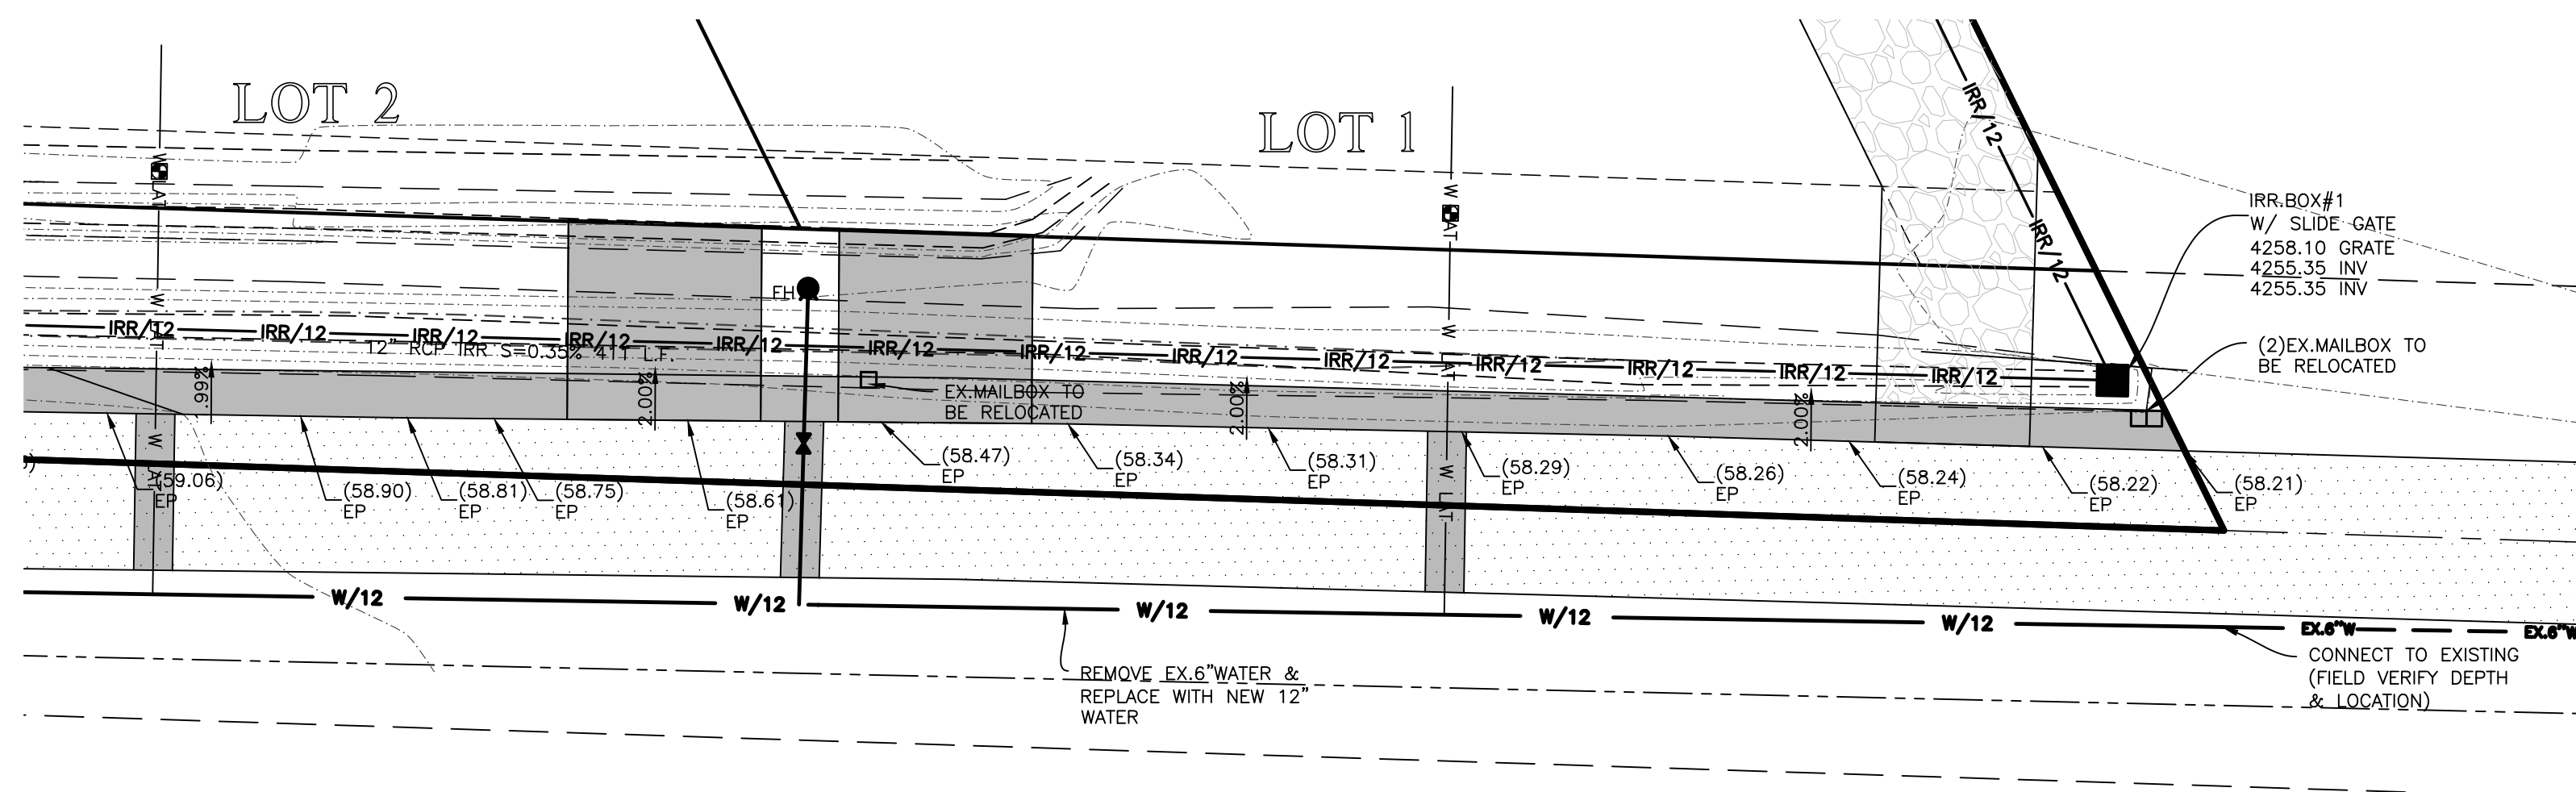 LOT 2
LOT 1
W LAT
W LAT
IRR/12
IRR/12
IRR.BOX#1
W/ SLIDE GATE
4258.10 GRATE
4255.35 INV
4255.35 INV
FH
W LAT
W LAT
IRR/12 IRR/12 IRR/12 IRR/12 IRR/12 IRR/12 IRR/12 IRR/12 IRR/12 IRR/12 IRR/12 IRR/12 IRR/12
12" RCP IRR S=0.35% 411 L.F.
(2)EX.MAILBOX TO
BE RELOCATED
2.00%
2.00%
2.00%
EX.MAILBOX TO
BE RELOCATED
W LAT
W LAT
(59.06)
EP
(58.90)
EP
(58.81)
EP
(58.75)
EP
(58.61)
EP
(58.47)
EP
(58.34)
EP
(58.31)
EP
(58.29)
EP
(58.26)
EP
(58.24)
EP
(58.22)
EP
(58.21)
EP
W/12 W/12 W/12 W/12 W/12 EX.6"W EX.6"W
REMOVE EX.6"WATER &
REPLACE WITH NEW 12"
WATER
CONNECT TO EXISTING
(FIELD VERIFY DEPTH
& LOCATION)